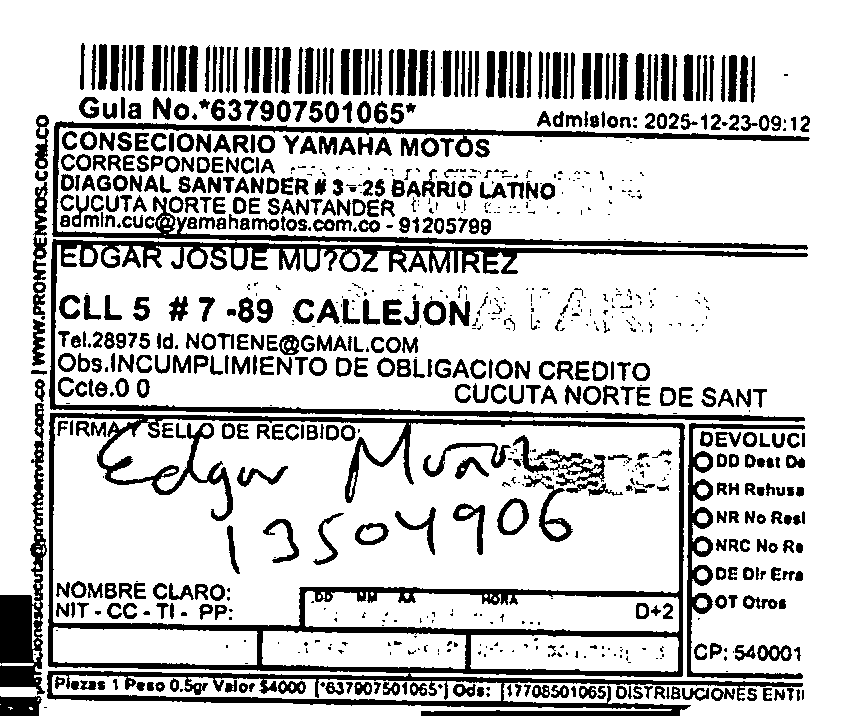 Guia No.*637907501065*
Admision: 2025-12-23-09:12
CONSECIONARIO YAMAHA MOTOS
CORRESPONDENCIA
DIAGONAL SANTANDER # 3 - 25 BARRIO LATINO
CUCUTA NORTE DE SANTANDER
admin.cuc@yamahamotos.com.co - 91205799
EDGAR JOSUE MU?OZ RAMIREZ
CLL 5 # 7 -89 CALLEJON
Tel.28975 Id. NOTIENE@GMAIL.COM
Obs.INCUMPLIMIENTO DE OBLIGACION CREDITO
Ccte.0 0 CUCUTA NORTE DE SANT
FIRMA Y SELLO DE RECIBIDO:
Edgar Muñoz
13504906
NOMBRE CLARO:
NIT - CC - TI - PP:
DD MM AA HORA
D+2
DEVOLUCI
DD Dest De
RH Rehusa
NR No Resi
NRC No Re
DE Dir Erra
OT Otros
CP: 540001
Piezas 1 Peso 0.5gr Valor $4000 [*637907501065*] Ods: [17708501065] DISTRIBUCIONES ENTI
peracionescucuta@prontoenvios.com.co | WWW.PRONTOENVIOS.COM.CO